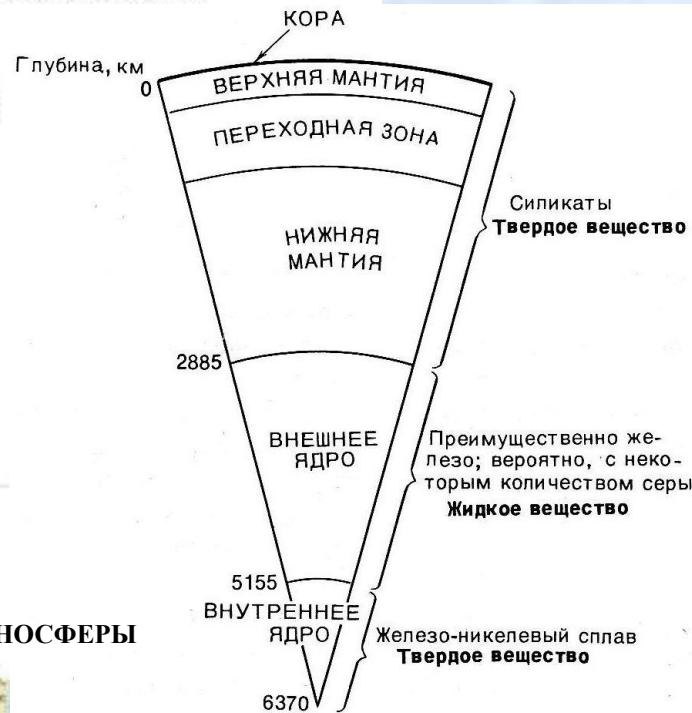 КОРА
Глубина, км
0
ВЕРХНЯЯ МАНТИЯ
ПЕРЕХОДНАЯ ЗОНА
Силикаты
Твердое вещество
НИЖНЯЯ
МАНТИЯ
2885
ВНЕШНЕЕ
ЯДРО
Преимущественно же-
лезо; вероятно, с неко-
торым количеством серы
Жидкое вещество
5155
ВНУТРЕННЕЕ
ЯДРО
НОСФЕРЫ
Железо-никелевый сплав
Твердое вещество
6370